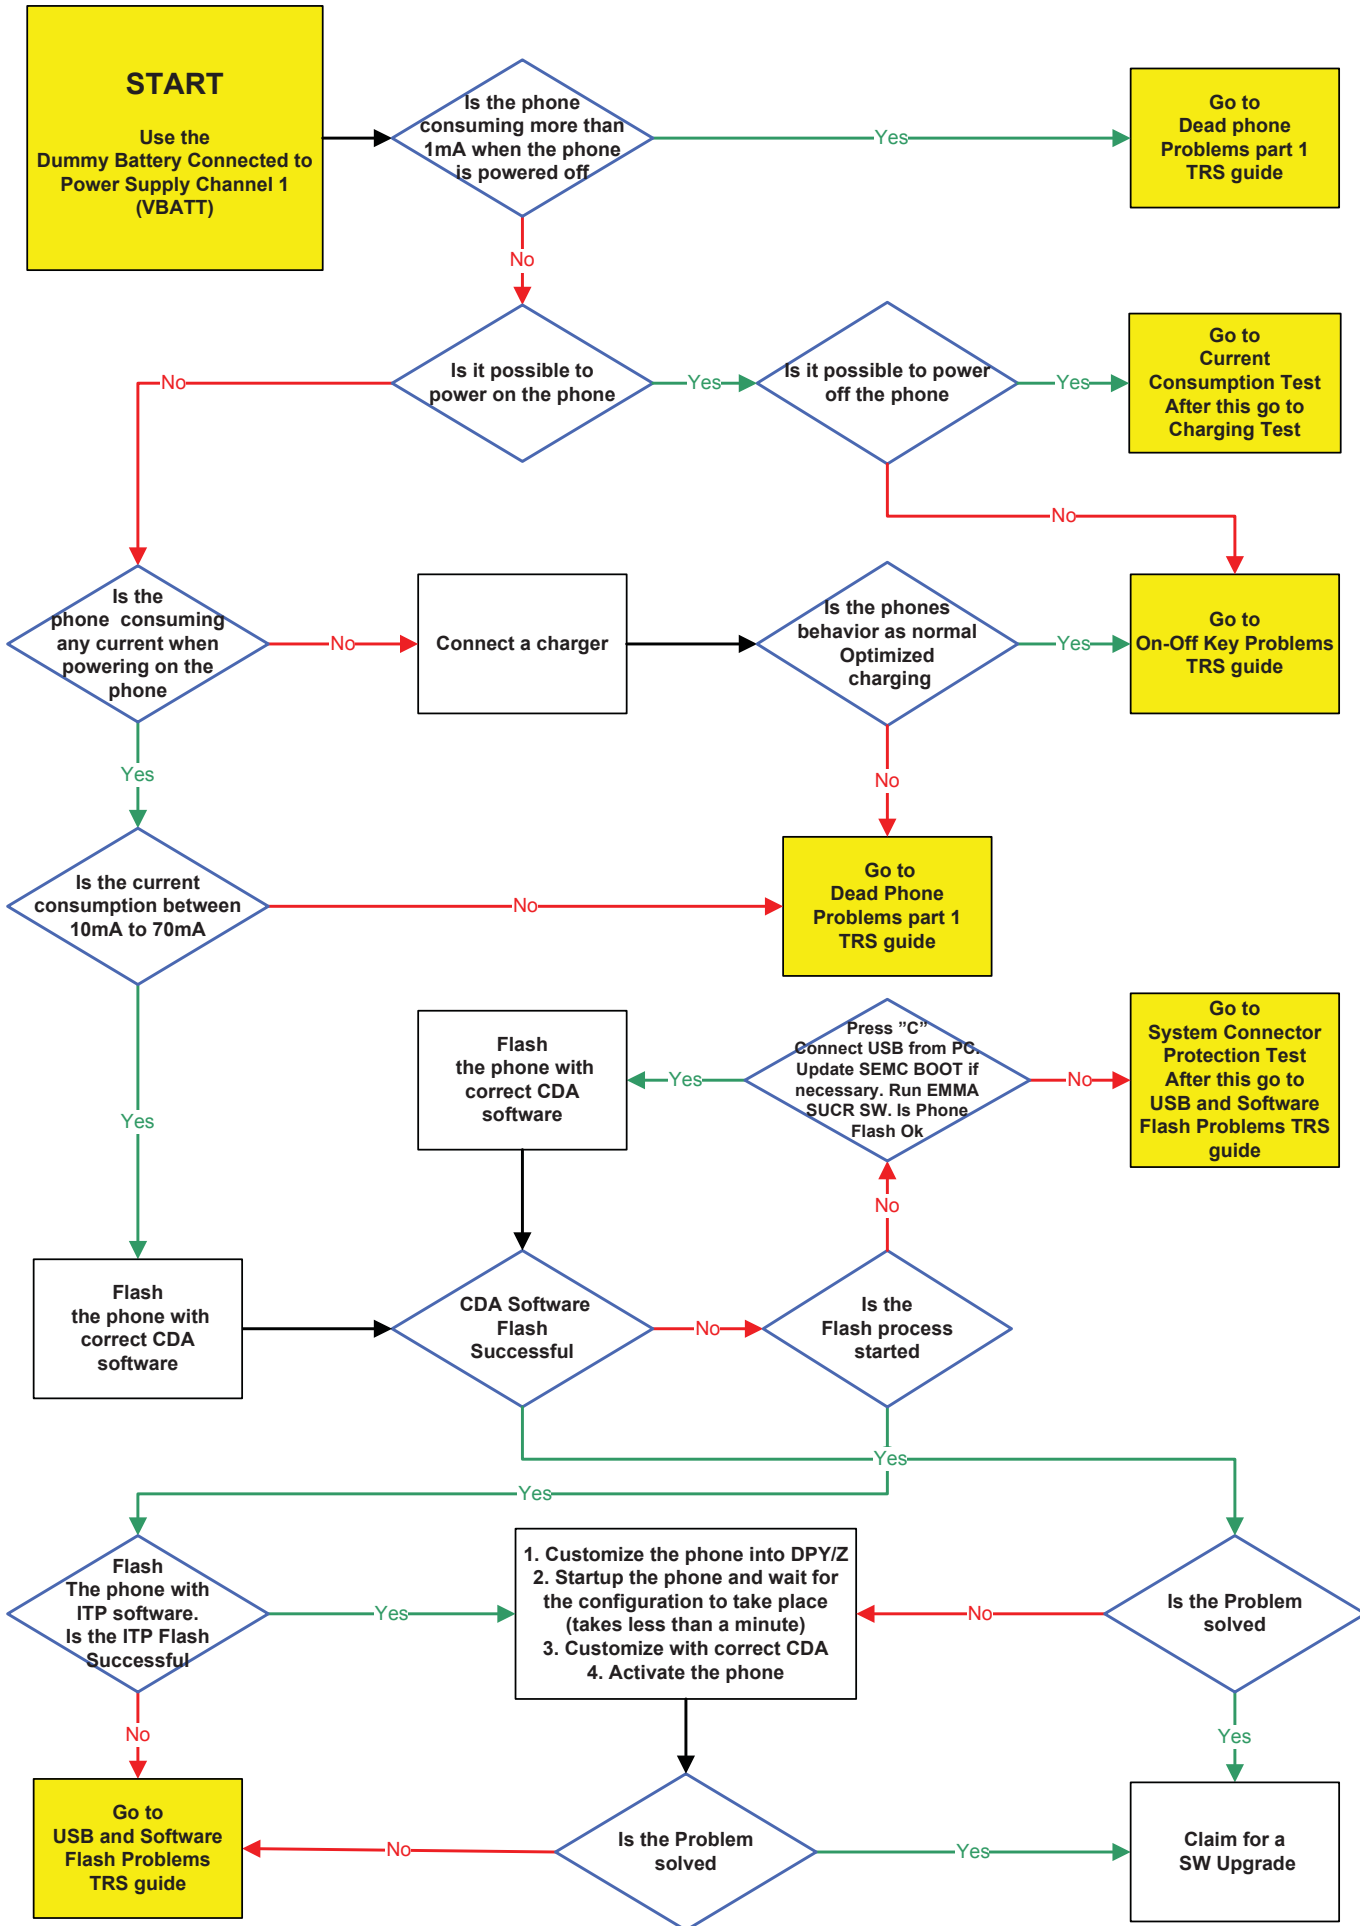 START
Use the
Dummy Battery Connected to
Power Supply Channel 1
(VBATT)
Is the phone
consuming more than
1mA when the phone
is powered off
Yes
Go to
Dead phone
Problems part 1
TRS guide
No
Is it possible to
power on the phone
No
Yes
Is it possible to power
off the phone
Yes
Go to
Current
Consumption Test
After this go to
Charging Test
No
Is the
phone consuming
any current when
powering on the
phone
No
Connect a charger
Is the phones
behavior as normal
Optimized
charging
Yes
Go to
On-Off Key Problems
TRS guide
Yes
No
Is the current
consumption between
10mA to 70mA
No
Go to
Dead Phone
Problems part 1
TRS guide
Yes
Flash
the phone with
correct CDA
software
Yes
Press ”C”
Connect USB from PC.
Update SEMC BOOT if
necessary. Run EMMA
SUCR SW. Is Phone
Flash Ok
No
Go to
System Connector
Protection Test
After this go to
USB and Software
Flash Problems TRS
guide
No
Flash
the phone with
correct CDA
software
CDA Software
Flash
Successful
No
Is the
Flash process
started
Yes
Yes
Flash
The phone with
ITP software.
Is the ITP Flash
Successful
Yes
1. Customize the phone into DPY/Z
2. Startup the phone and wait for
the configuration to take place
(takes less than a minute)
3. Customize with correct CDA
4. Activate the phone
No
Is the Problem
solved
No
Yes
Go to
USB and Software
Flash Problems
TRS guide
No
Is the Problem
solved
Yes
Claim for a
SW Upgrade